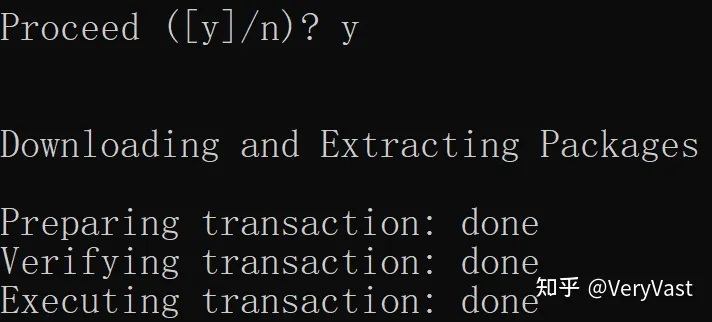 Proceed ([y]/n)? y
Downloading and Extracting Packages
Preparing transaction: done
Verifying transaction: done
Executing transaction: done
知乎 @VeryVast